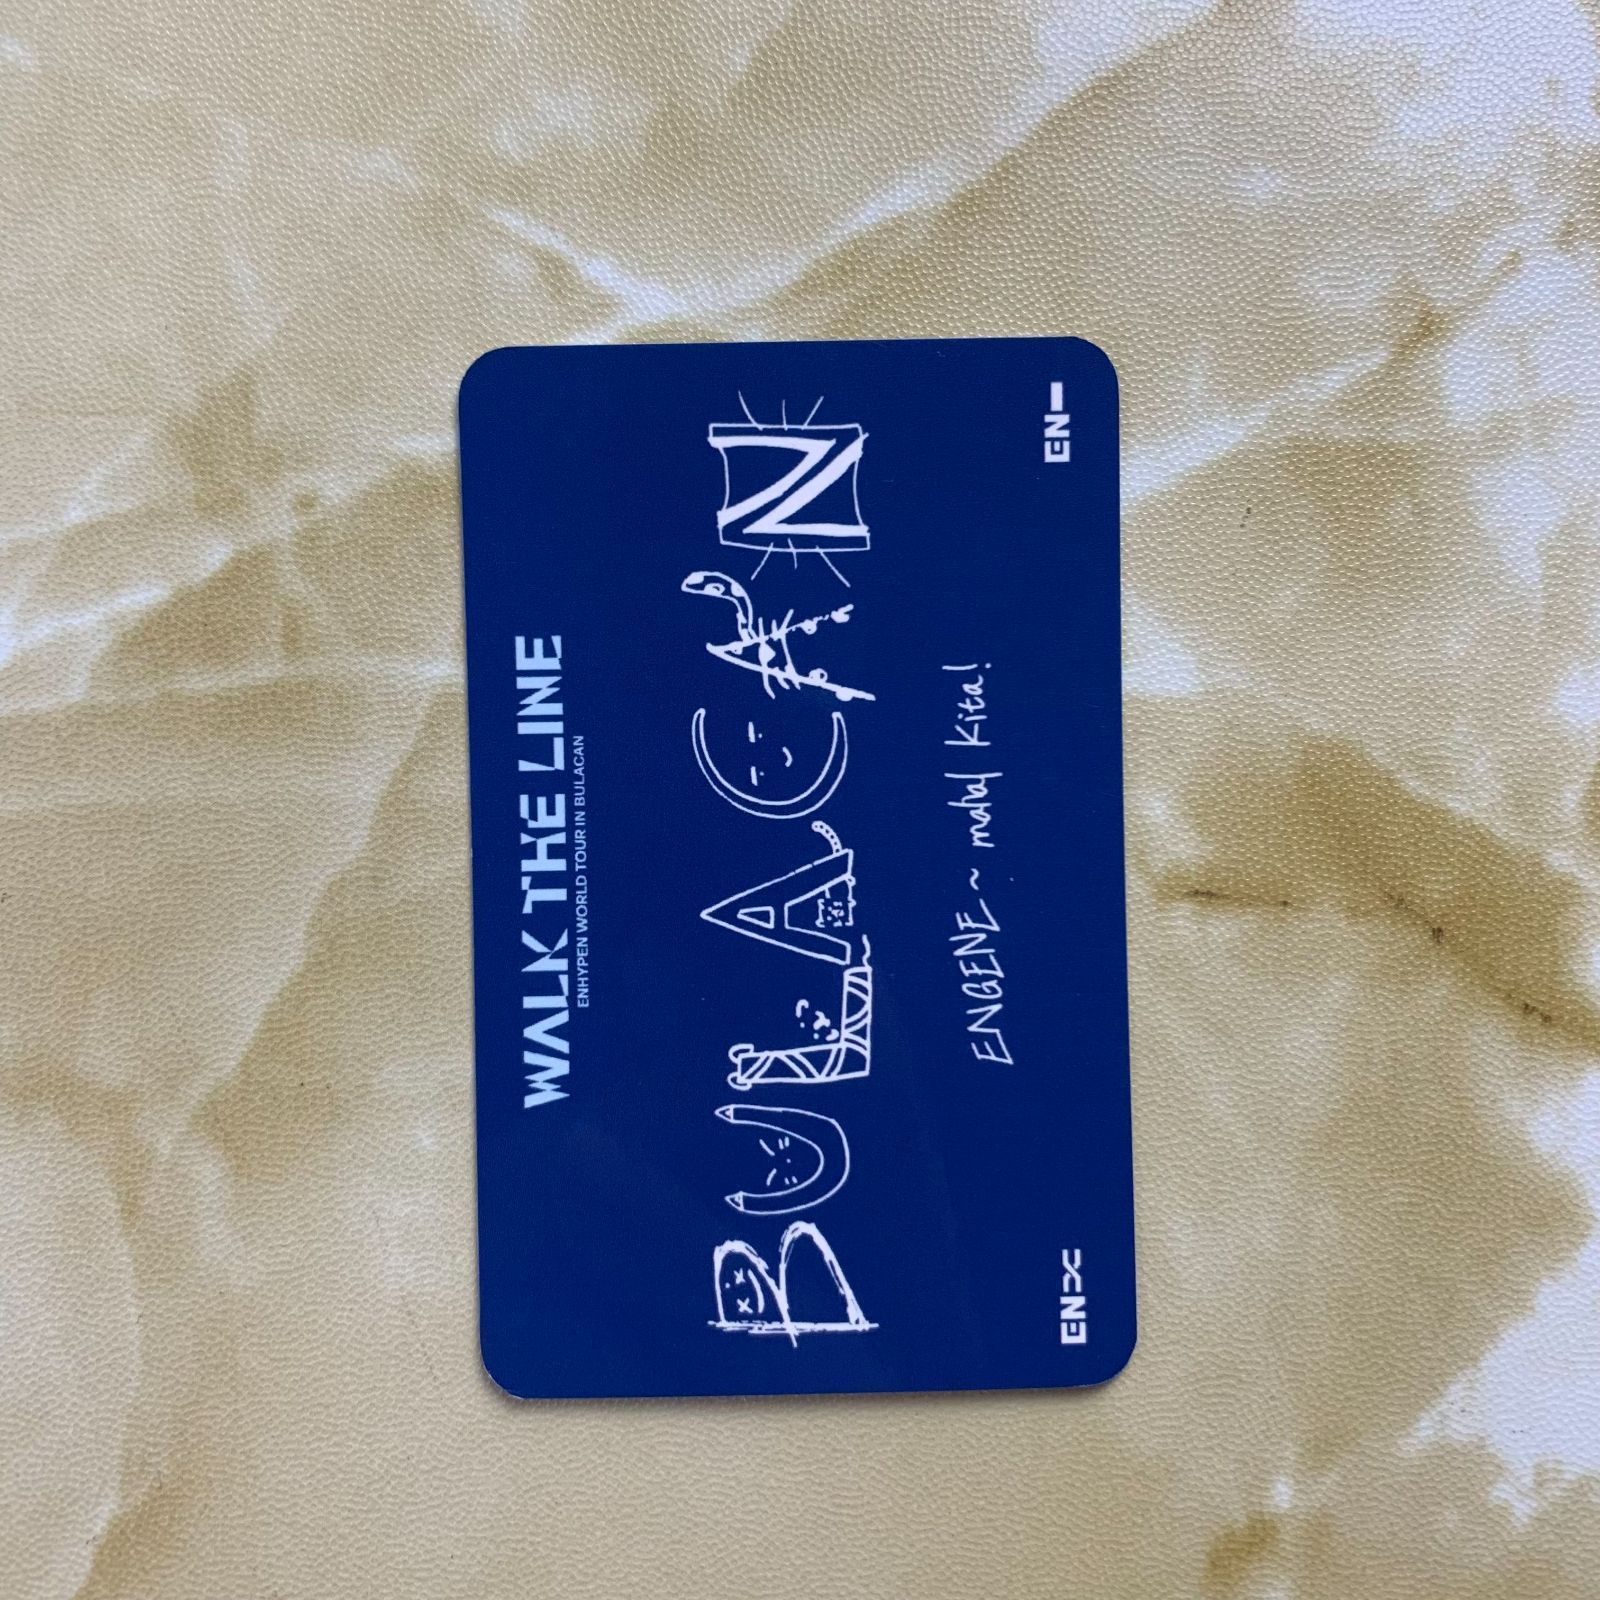 WALK THE LINE
ENHYPEN WORLD TOUR IN BULACAN
BULACAN
ENGENE~ mahal kita!
EN- EN-